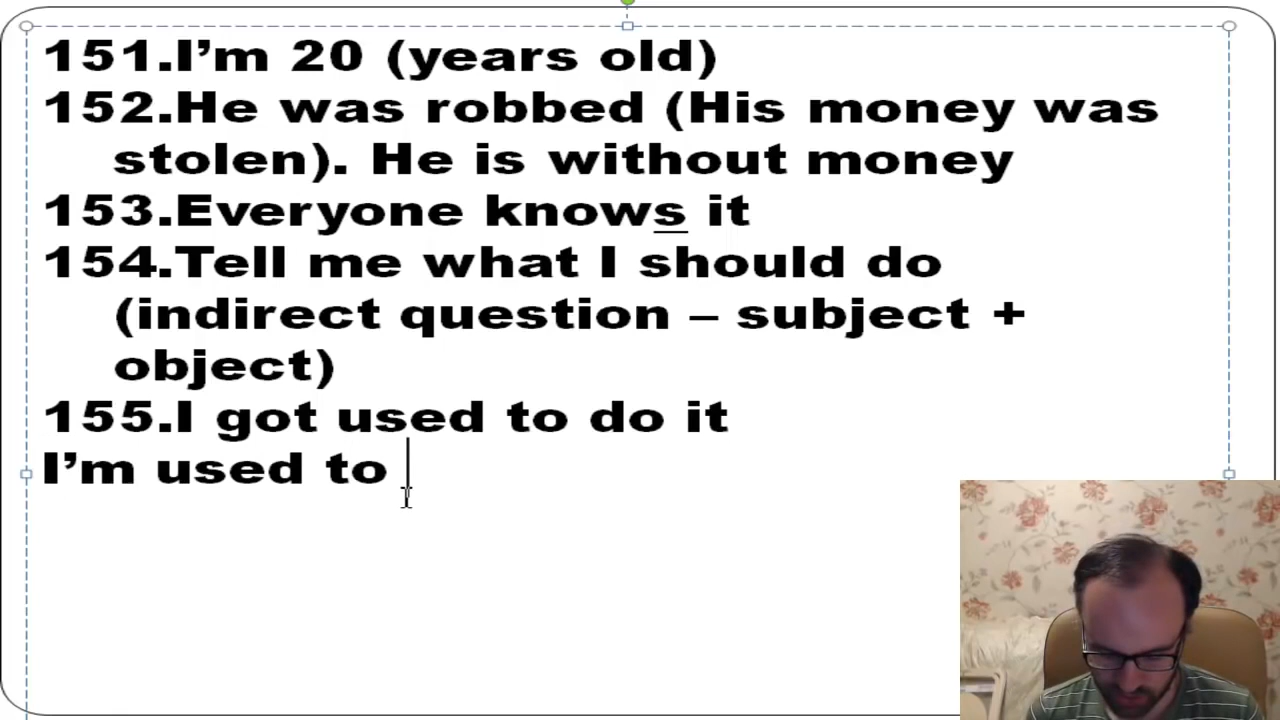 151.I’m 20 (years old)
152.He was robbed (His money was
stolen). He is without money
153.Everyone knows it
154.Tell me what I should do
(indirect question – subject +
object)
155.I got used to do it
I’m used to